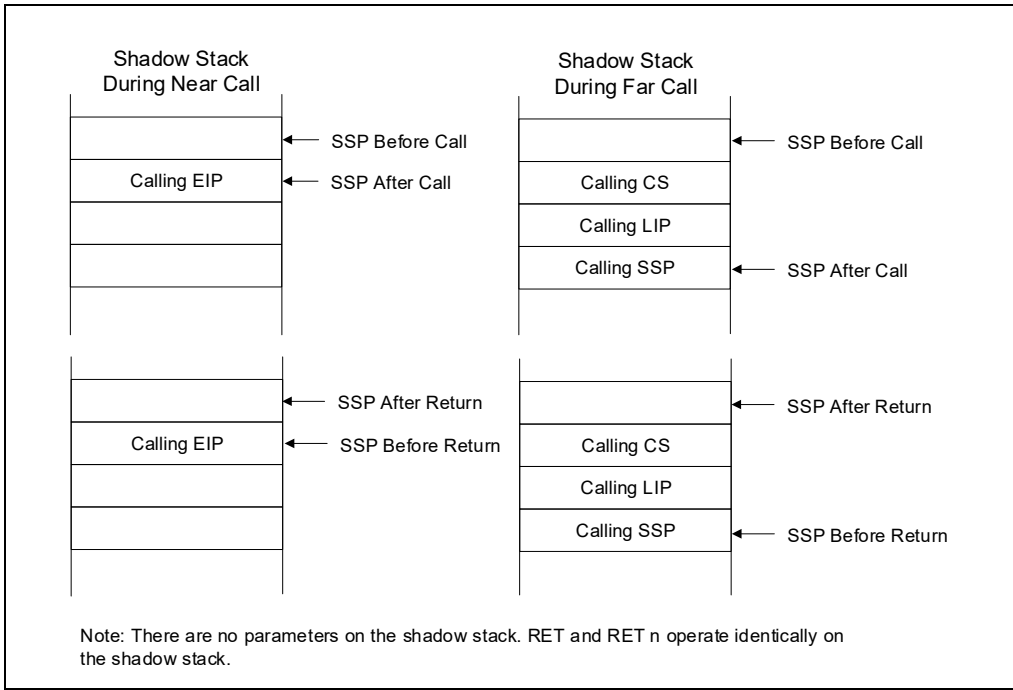 Shadow Stack
During Near Call
SSP Before Call
Calling EIP
SSP After Call
Shadow Stack
During Far Call
SSP Before Call
Calling CS
Calling LIP
Calling SSP
SSP After Call
SSP After Return
Calling EIP
SSP Before Return
SSP After Return
Calling CS
Calling LIP
Calling SSP
SSP Before Return
Note: There are no parameters on the shadow stack. RET and RET n operate identically on
the shadow stack.